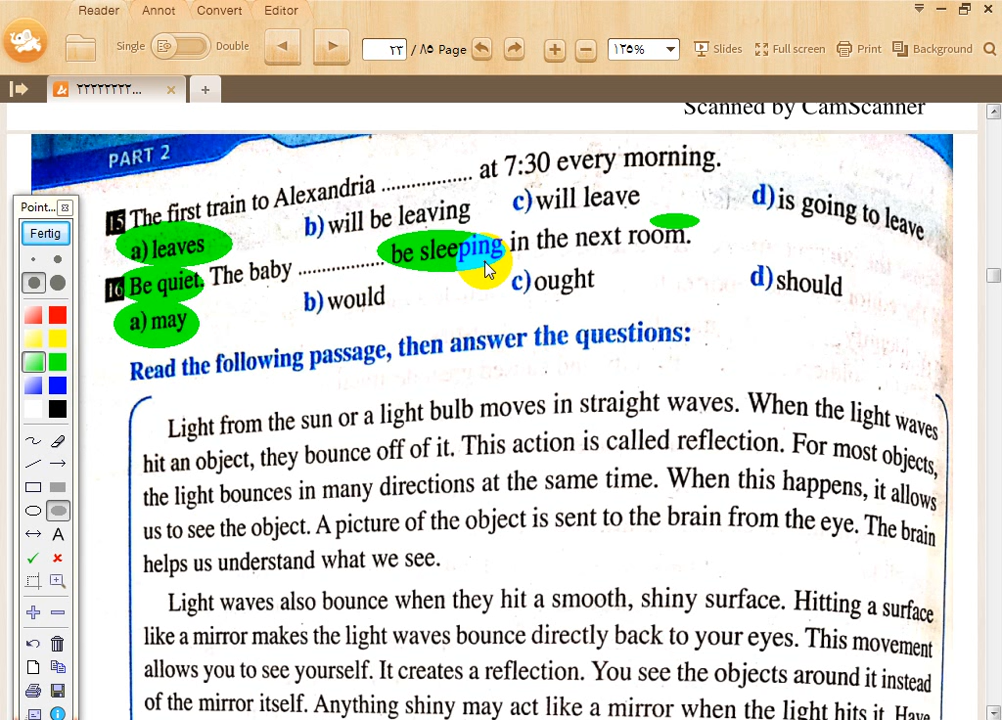 Reader Annot Convert Editor
Single Double ٢٢ / ٨٥ Page ١٢٥% Slides Full screen Print Background
٢٢٢٢٢٢٢٢...
Scanned by CamScanner
PART 2
15 The first train to Alexandria .................. at 7:30 every morning.
a) leaves b) will be leaving c) will leave d) is going to leave
16 Be quiet. The baby .................. be sleeping in the next room.
a) may b) would c) ought d) should
Read the following passage, then answer the questions:
Light from the sun or a light bulb moves in straight waves. When the light waves
hit an object, they bounce off of it. This action is called reflection. For most objects,
the light bounces in many directions at the same time. When this happens, it allows
us to see the object. A picture of the object is sent to the brain from the eye. The brain
helps us understand what we see.
Light waves also bounce when they hit a smooth, shiny surface. Hitting a surface
like a mirror makes the light waves bounce directly back to your eyes. This movement
allows you to see yourself. It creates a reflection. You see the objects around it instead
of the mirror itself. Anything shiny may act like a mirror when the light hits it. Have
Point...
Fertig
A